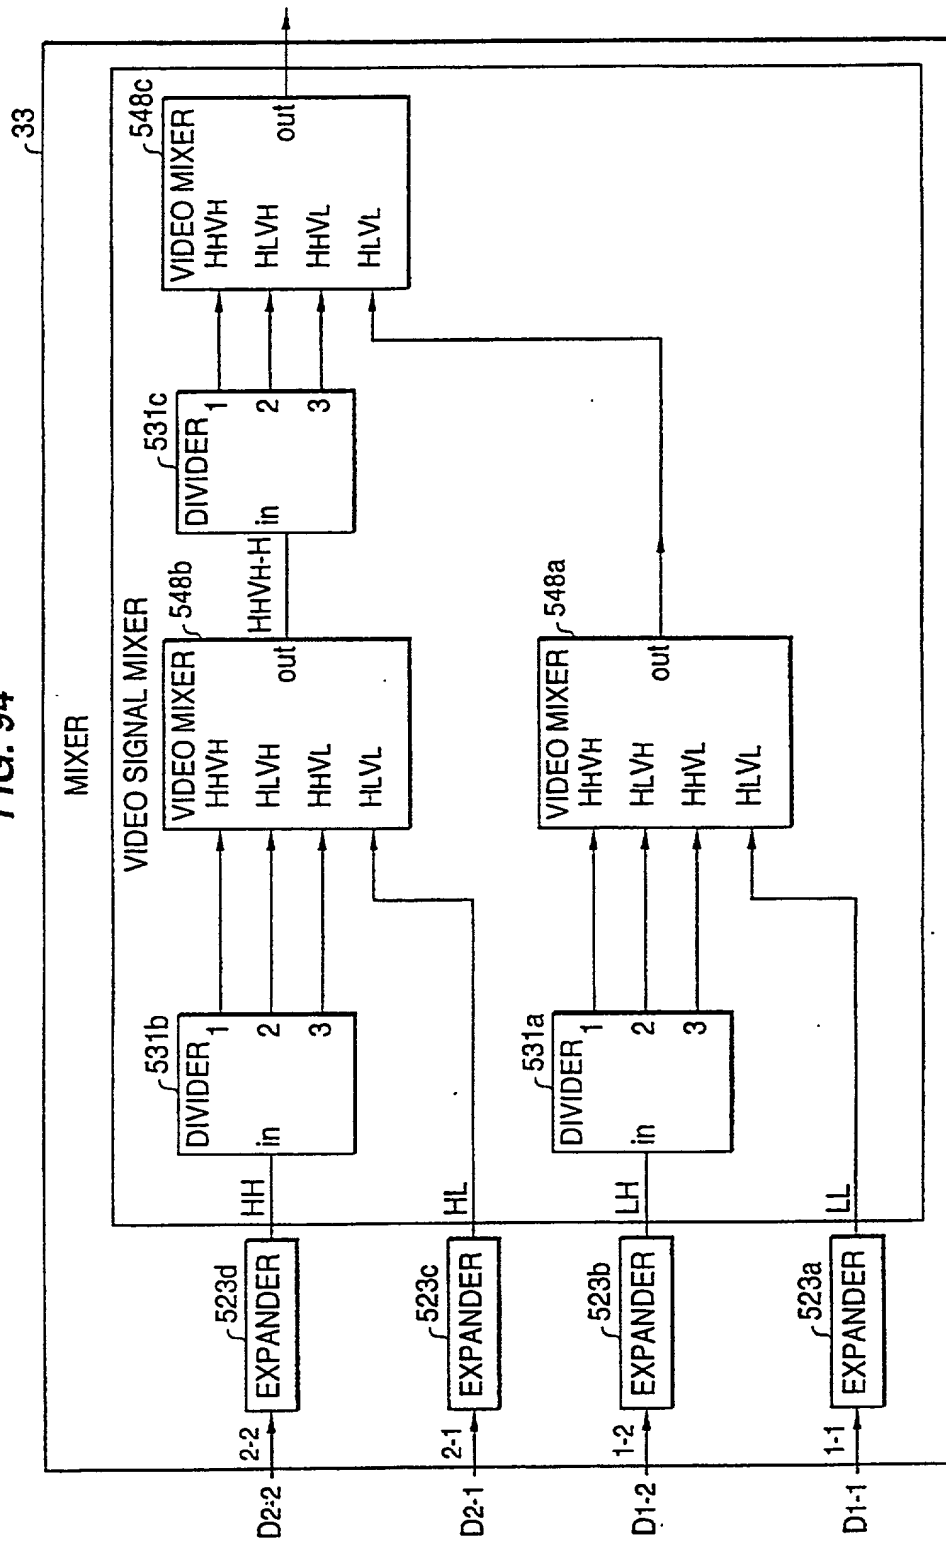 FIG. 94
33
MIXER
VIDEO SIGNAL MIXER
D2-2
2-2
EXPANDER
523d
HH
DIVIDER
531b
in
1
2
3
VIDEO MIXER
548b
HHVH
HLVH
HHVL
HLVL
out
HHVH-H
DIVIDER
531c
in
1
2
3
VIDEO MIXER
548c
HHVH
HLVH
HHVL
HLVL
out
D2-1
2-1
EXPANDER
523c
HL
D1-2
1-2
EXPANDER
523b
LH
DIVIDER
531a
in
1
2
3
VIDEO MIXER
548a
HHVH
HLVH
HHVL
HLVL
out
D1-1
1-1
EXPANDER
523a
LL